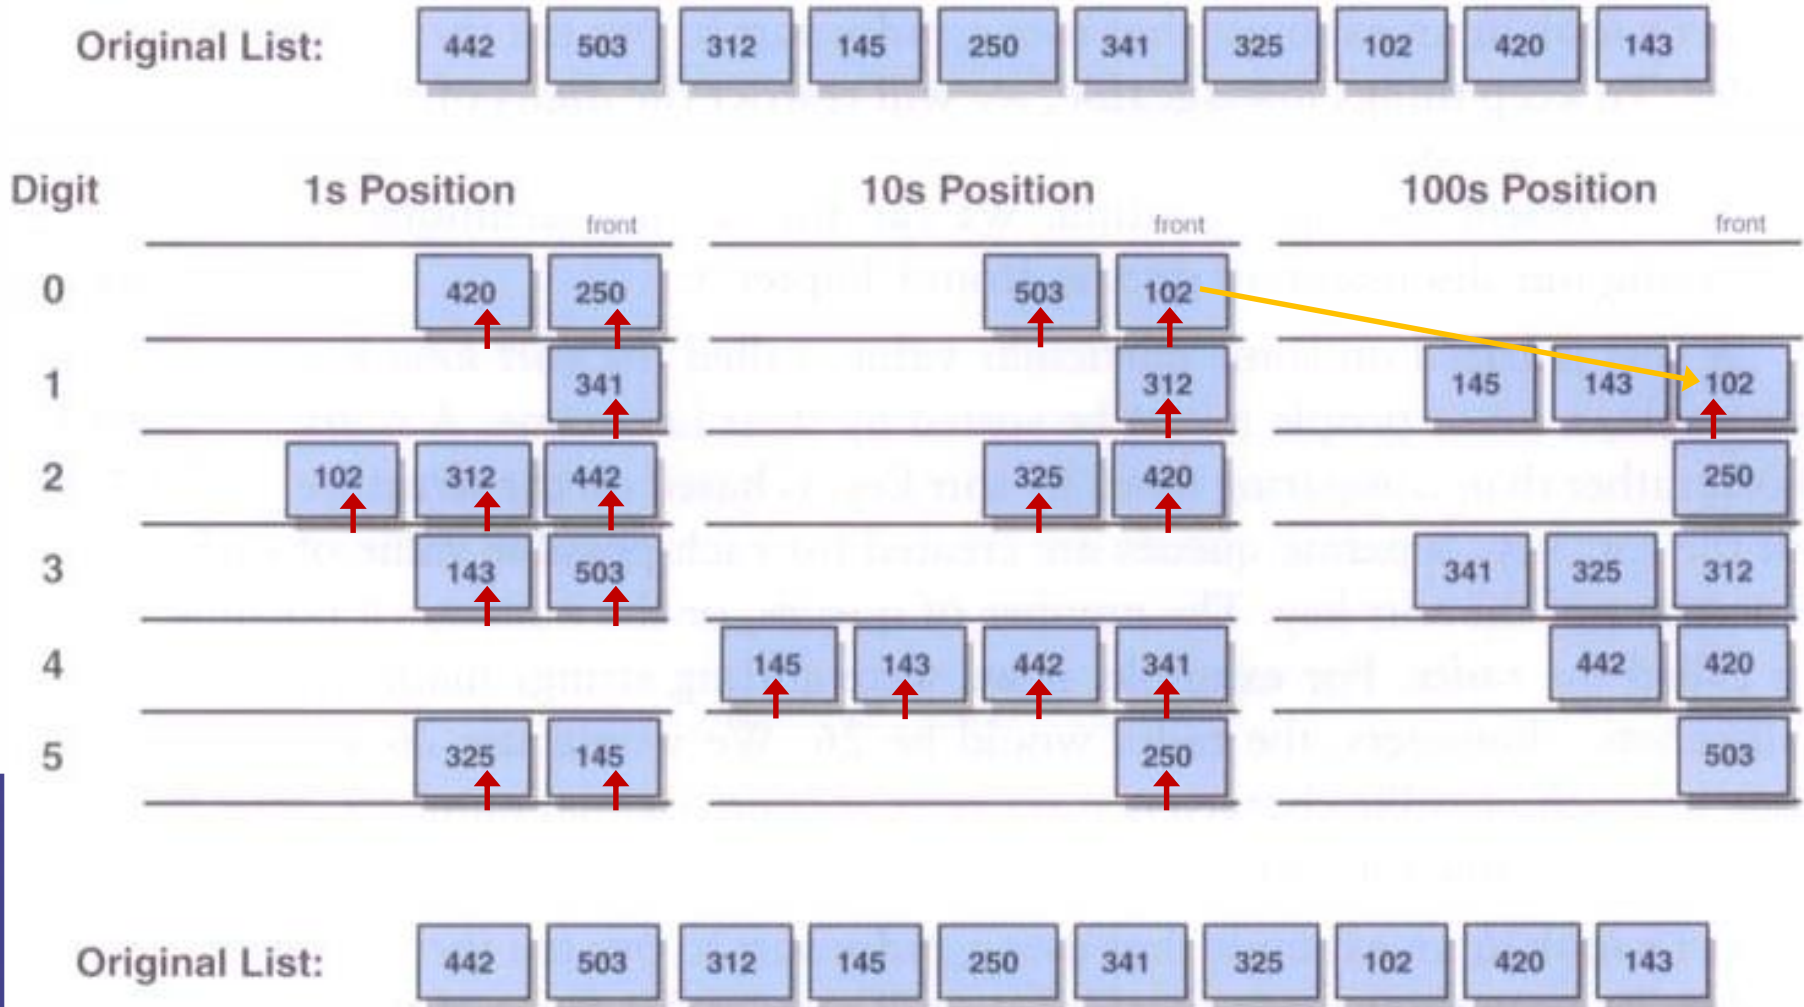 Original List: 442 503 312 145 250 341 325 102 420 143
Digit 1s Position 10s Position 100s Position
front front front
0 420 250 503 102
1 341 312 145 143 102
2 102 312 442 325 420 250
3 143 503 341 325 312
4 145 143 442 341 442 420
5 325 145 250 503
Original List: 442 503 312 145 250 341 325 102 420 143